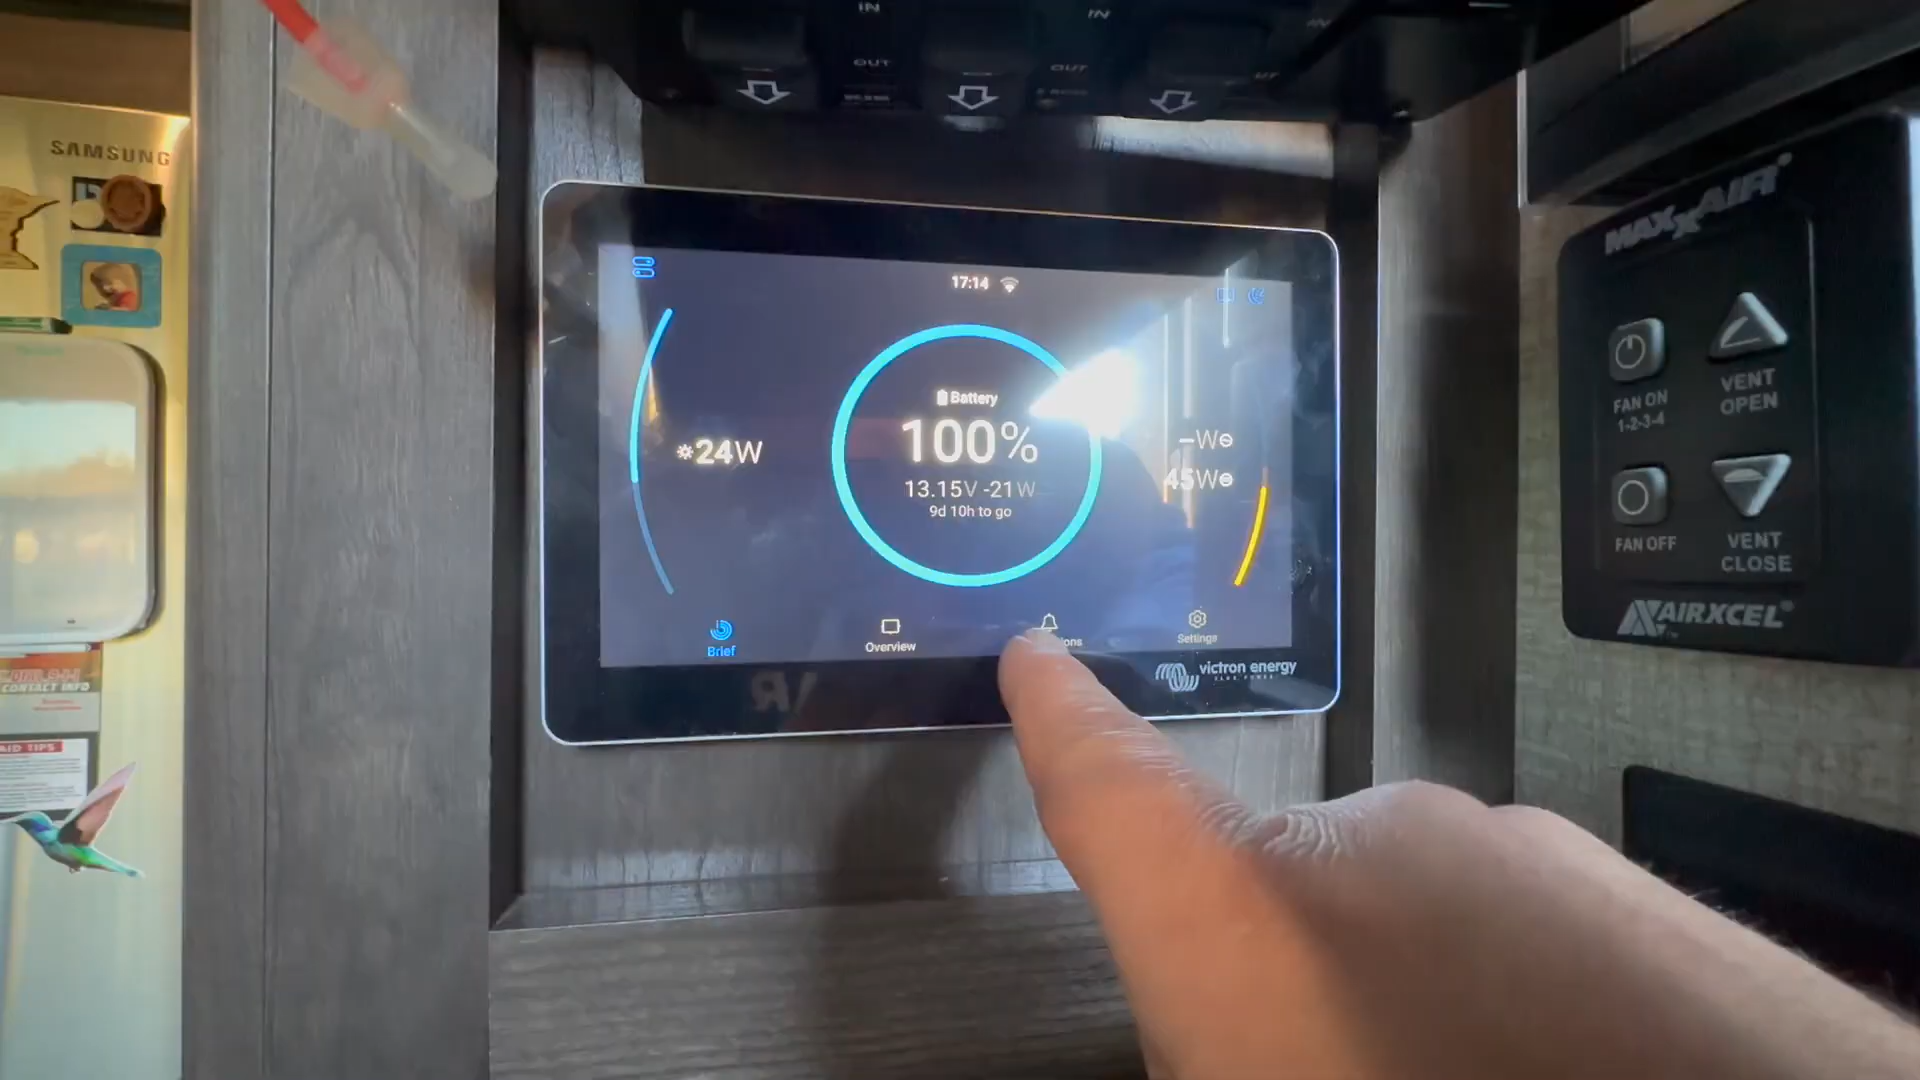 IN
IN
OUT
OUT
SAMSUNG
17:14
Battery
100%
13.15V -21W
9d 10h to go
24W
–W
45W
Brief
Overview
Settings
victron energy
BLUE POWER
MAXXAIR®
FAN ON
1-2-3-4
VENT
OPEN
FAN OFF
VENT
CLOSE
AIRXCEL®
CONTACT INFO
AID TIPS